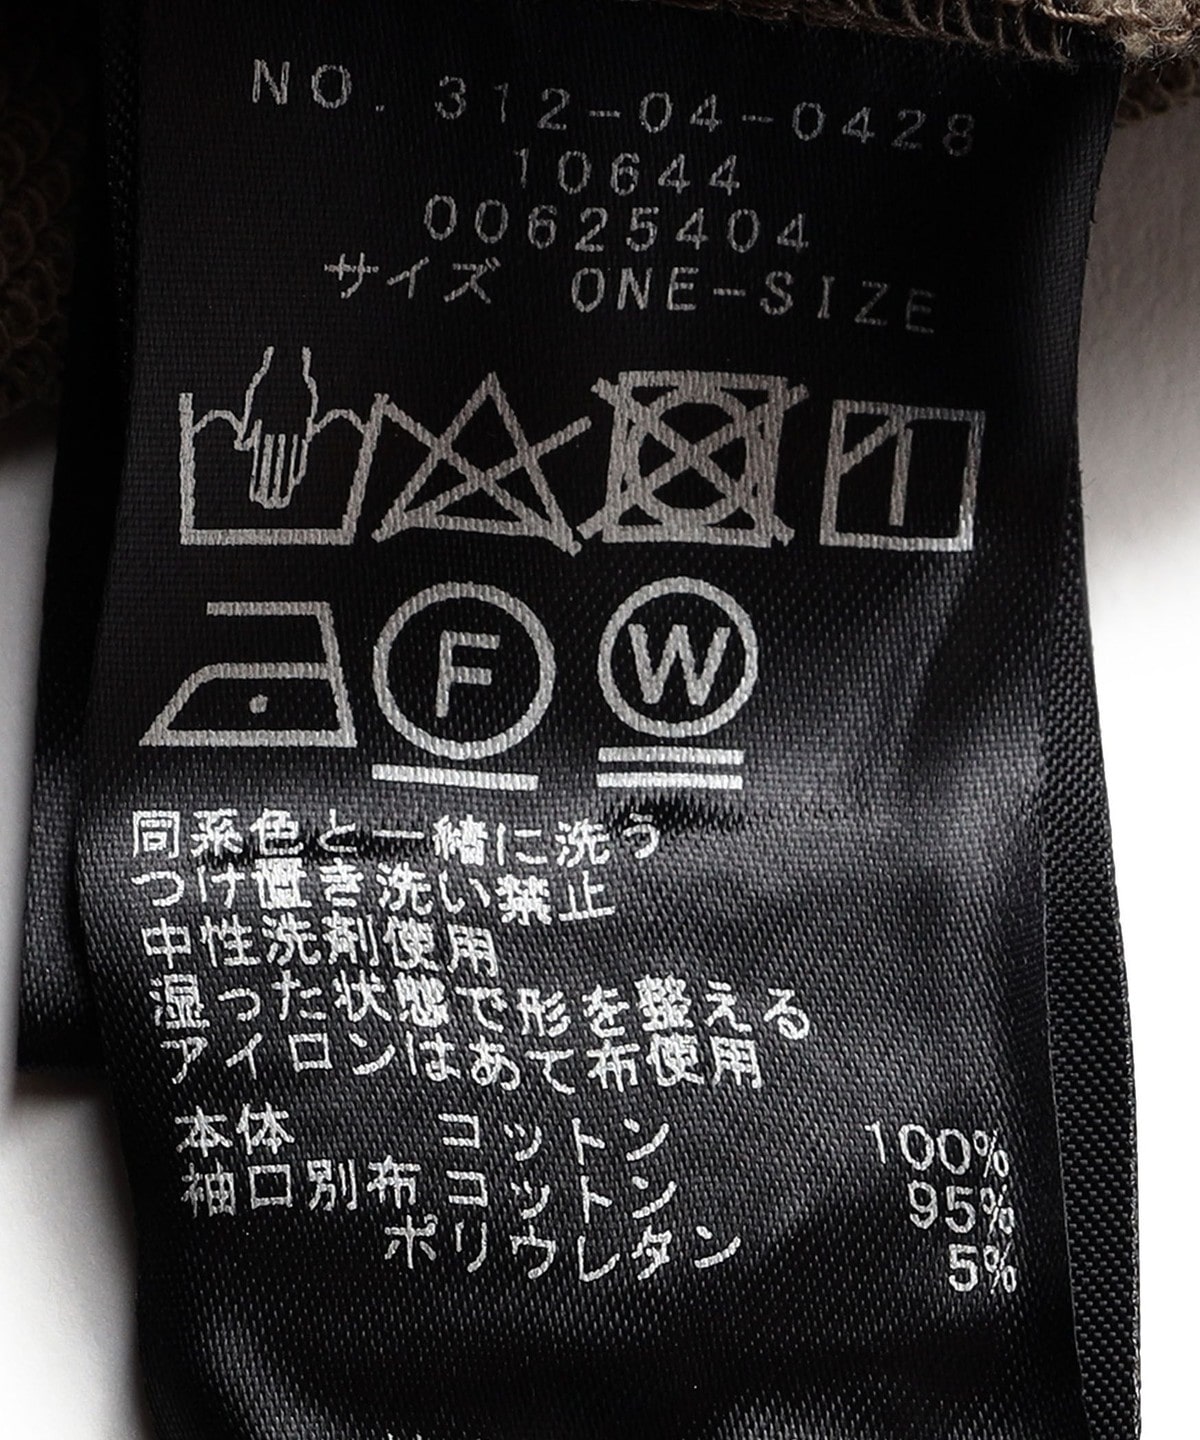 NO. 312-04-0428
10644
00625404
サイズ ONE-SIZE
F W
同系色と一緒に洗う
つけ置き洗い禁止
中性洗剤使用
湿った状態で形を整える
アイロンはあて布使用
本体 コットン 100%
袖口別布 コットン 95%
ポリウレタン 5%